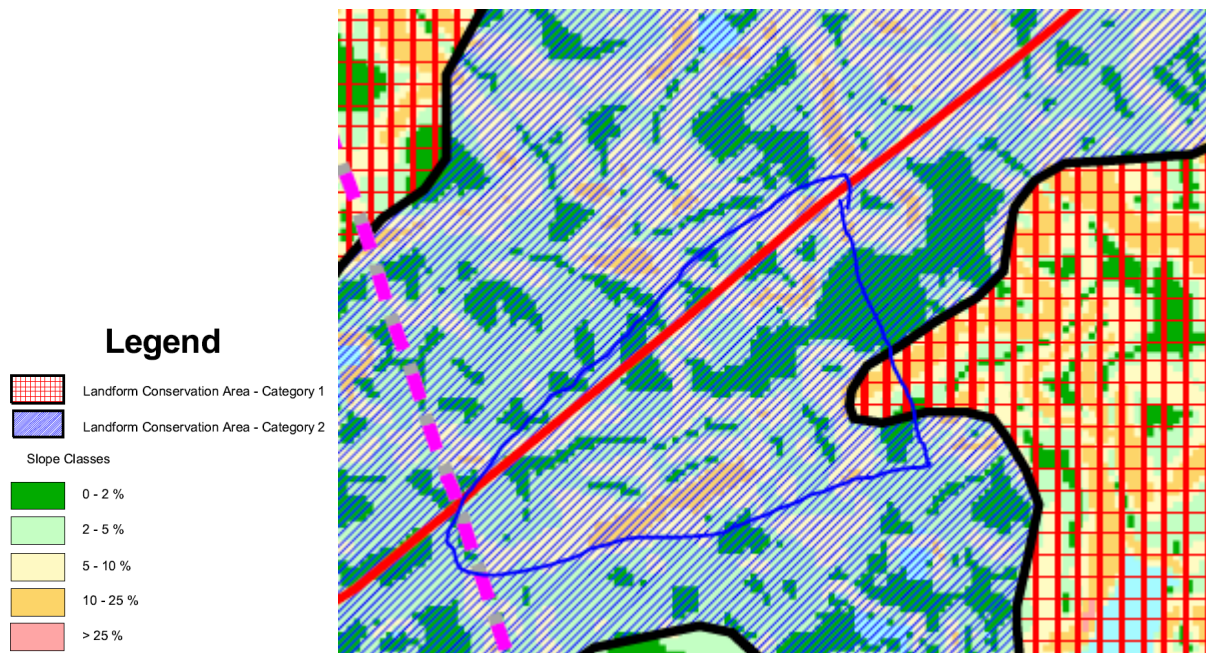 Legend
Landform Conservation Area - Category 1
Landform Conservation Area - Category 2
Slope Classes
0 - 2 %
2 - 5 %
5 - 10 %
10 - 25 %
> 25 %